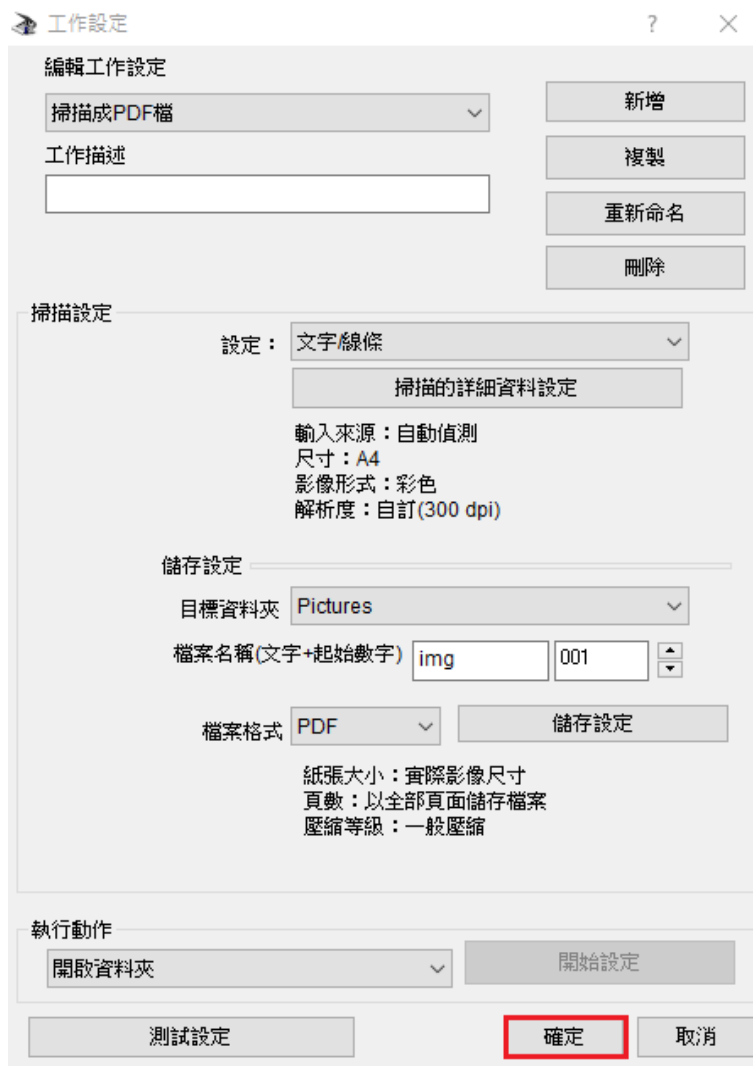 工作設定 ?
編輯工作設定
掃描成PDF檔
新增
工作描述
複製
重新命名
刪除
掃描設定
設定： 文字/線條
掃描的詳細資料設定
輸入來源：自動偵測
尺寸：A4
影像形式：彩色
解析度：自訂(300 dpi)
儲存設定
目標資料夾 Pictures
檔案名稱(文字+起始數字) img 001
檔案格式 PDF 儲存設定
紙張大小：實際影像尺寸
頁數：以全部頁面儲存檔案
壓縮等級：一般壓縮
執行動作
開啟資料夾 開始設定
測試設定 確定 取消